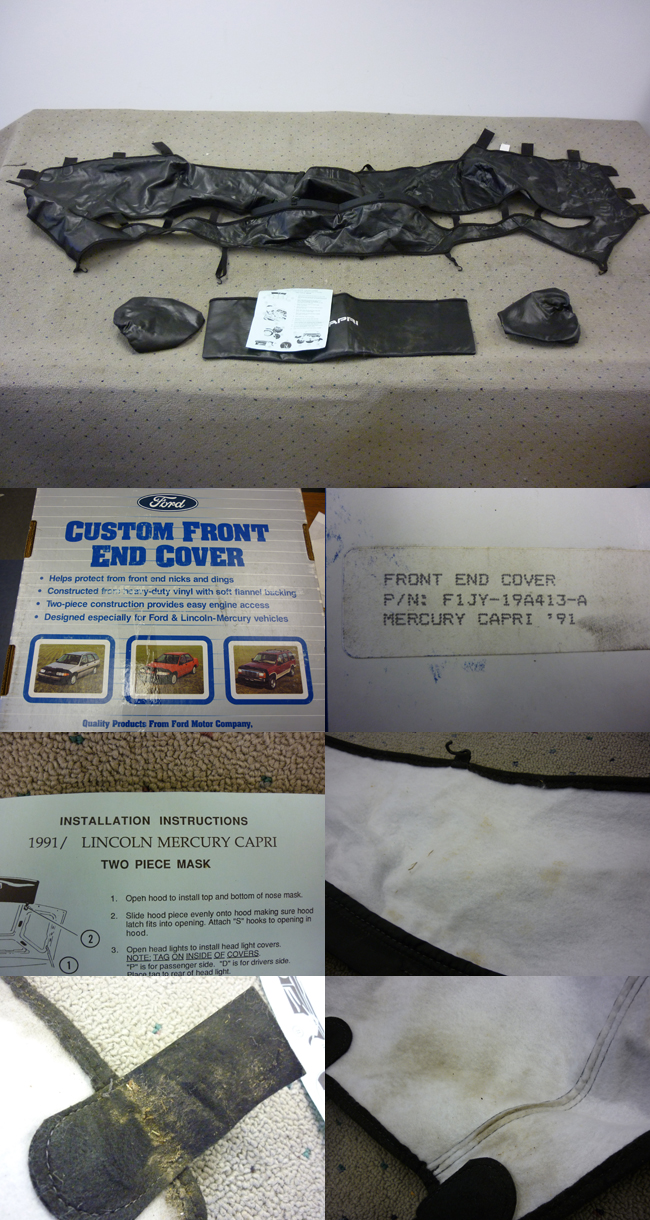 APRI
Ford
CUSTOM FRONT
END COVER
• Helps protect from front end nicks and dings
• Constructed from heavy-duty vinyl with soft flannel backing
• Two-piece construction provides easy engine access
• Designed especially for Ford & Lincoln-Mercury vehicles
Quality Products From Ford Motor Company.
FRONT END COVER
P/N: F1JY-19A413-A
MERCURY CAPRI '91
INSTALLATION INSTRUCTIONS
1991/ LINCOLN MERCURY CAPRI
TWO PIECE MASK
1. Open hood to install top and bottom of nose mask.
2. Slide hood piece evenly onto hood making sure hood
latch fits into opening. Attach "S" hooks to opening in
hood.
3. Open head lights to install head light covers.
NOTE: TAG ON INSIDE OF COVERS.
"P" is for passenger side. "D" is for drivers side.
Place tag to rear of head light.
2
1